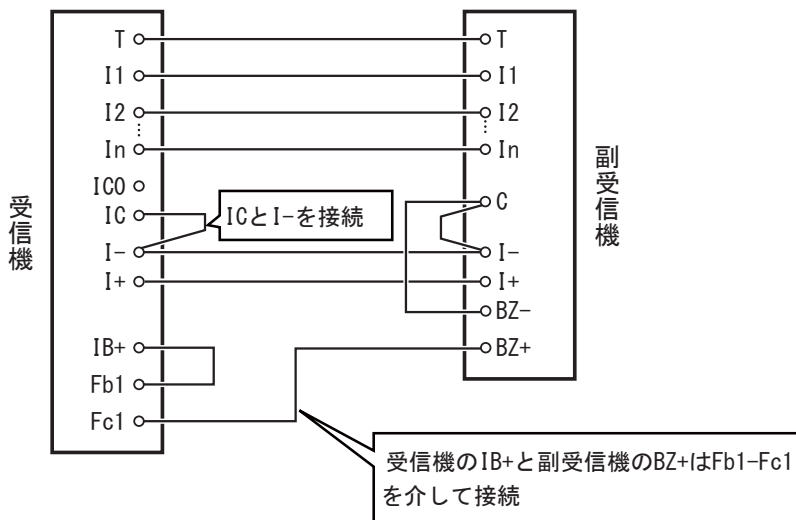 受信機
T
I1
I2
In
IC0
IC
I-
I+
IB+
Fb1
Fc1
ICとI-を接続
T
I1
I2
In
C
I-
I+
BZ-
BZ+
副受信機
受信機のIB+と副受信機のBZ+はFb1-Fc1
を介して接続